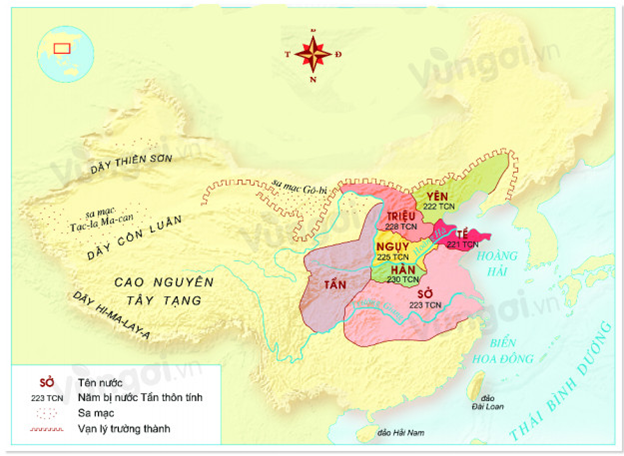 B
T
Đ
N
Vungai.vn
DÃY THIÊN SƠN
sa mạc
Tạc-la Ma-can
DÃY CÔN LUÂN
CAO NGUYÊN
TÂY TẠNG
DÃY HI-MA-LAY-A
sa mạc Gô-bi
YÊN
222 TCN
TRIỆU
228 TCN
TỀ
221 TCN
NGỤY
225 TCN
HÀN
230 TCN
TẦN
SỞ
223 TCN
HOÀNG
HẢI
BIỂN
HOA ĐÔNG
THÁI BÌNH DƯƠNG
đảo
Đài Loan
đảo Hải Nam
SỞ Tên nước
223 TCN Năm bị nước Tần thôn tính
Sa mạc
Vạn lý trường thành